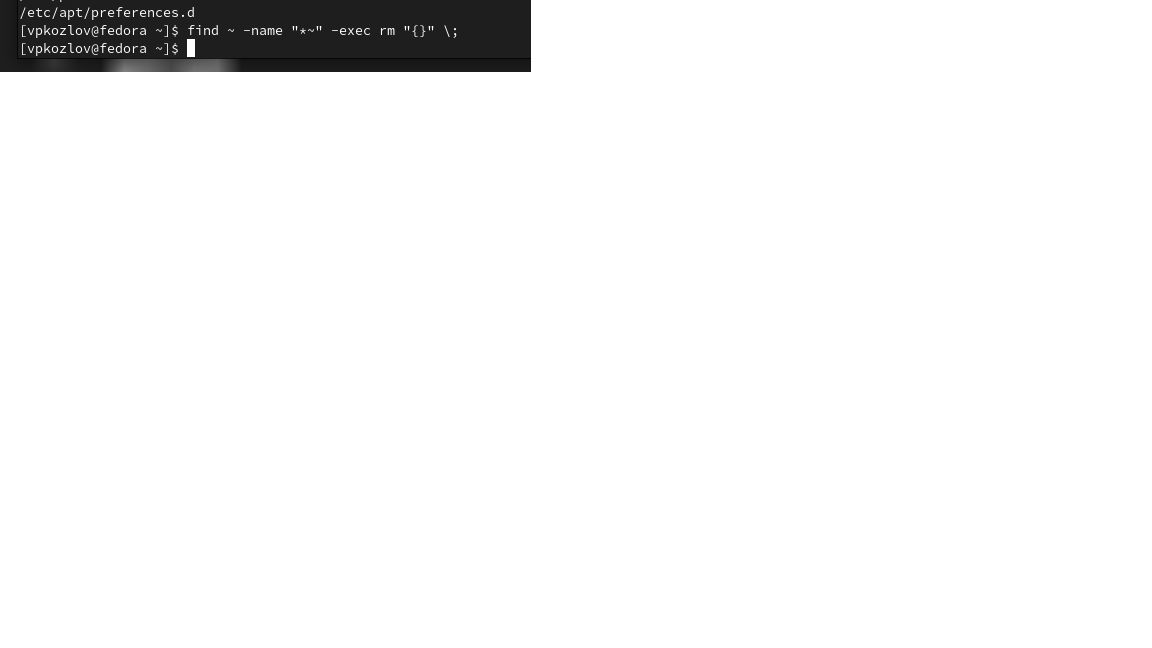 /etc/apt/preferences.d
[vpkozlov@fedora ~]$ find ~ -name "*~" -exec rm "{}" \;
[vpkozlov@fedora ~]$